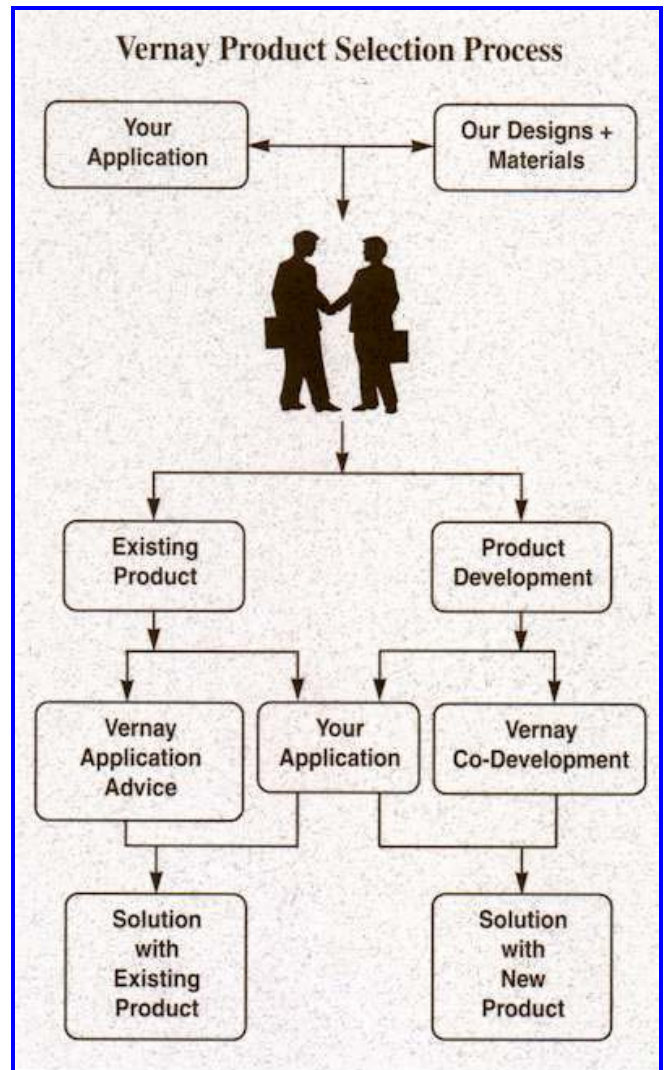 Vernay Product Selection Process
Your
Application
Our Designs +
Materials
Existing
Product
Product
Development
Vernay
Application
Advice
Your
Application
Vernay
Co-Development
Solution
with
Existing
Product
Solution
with
New
Product